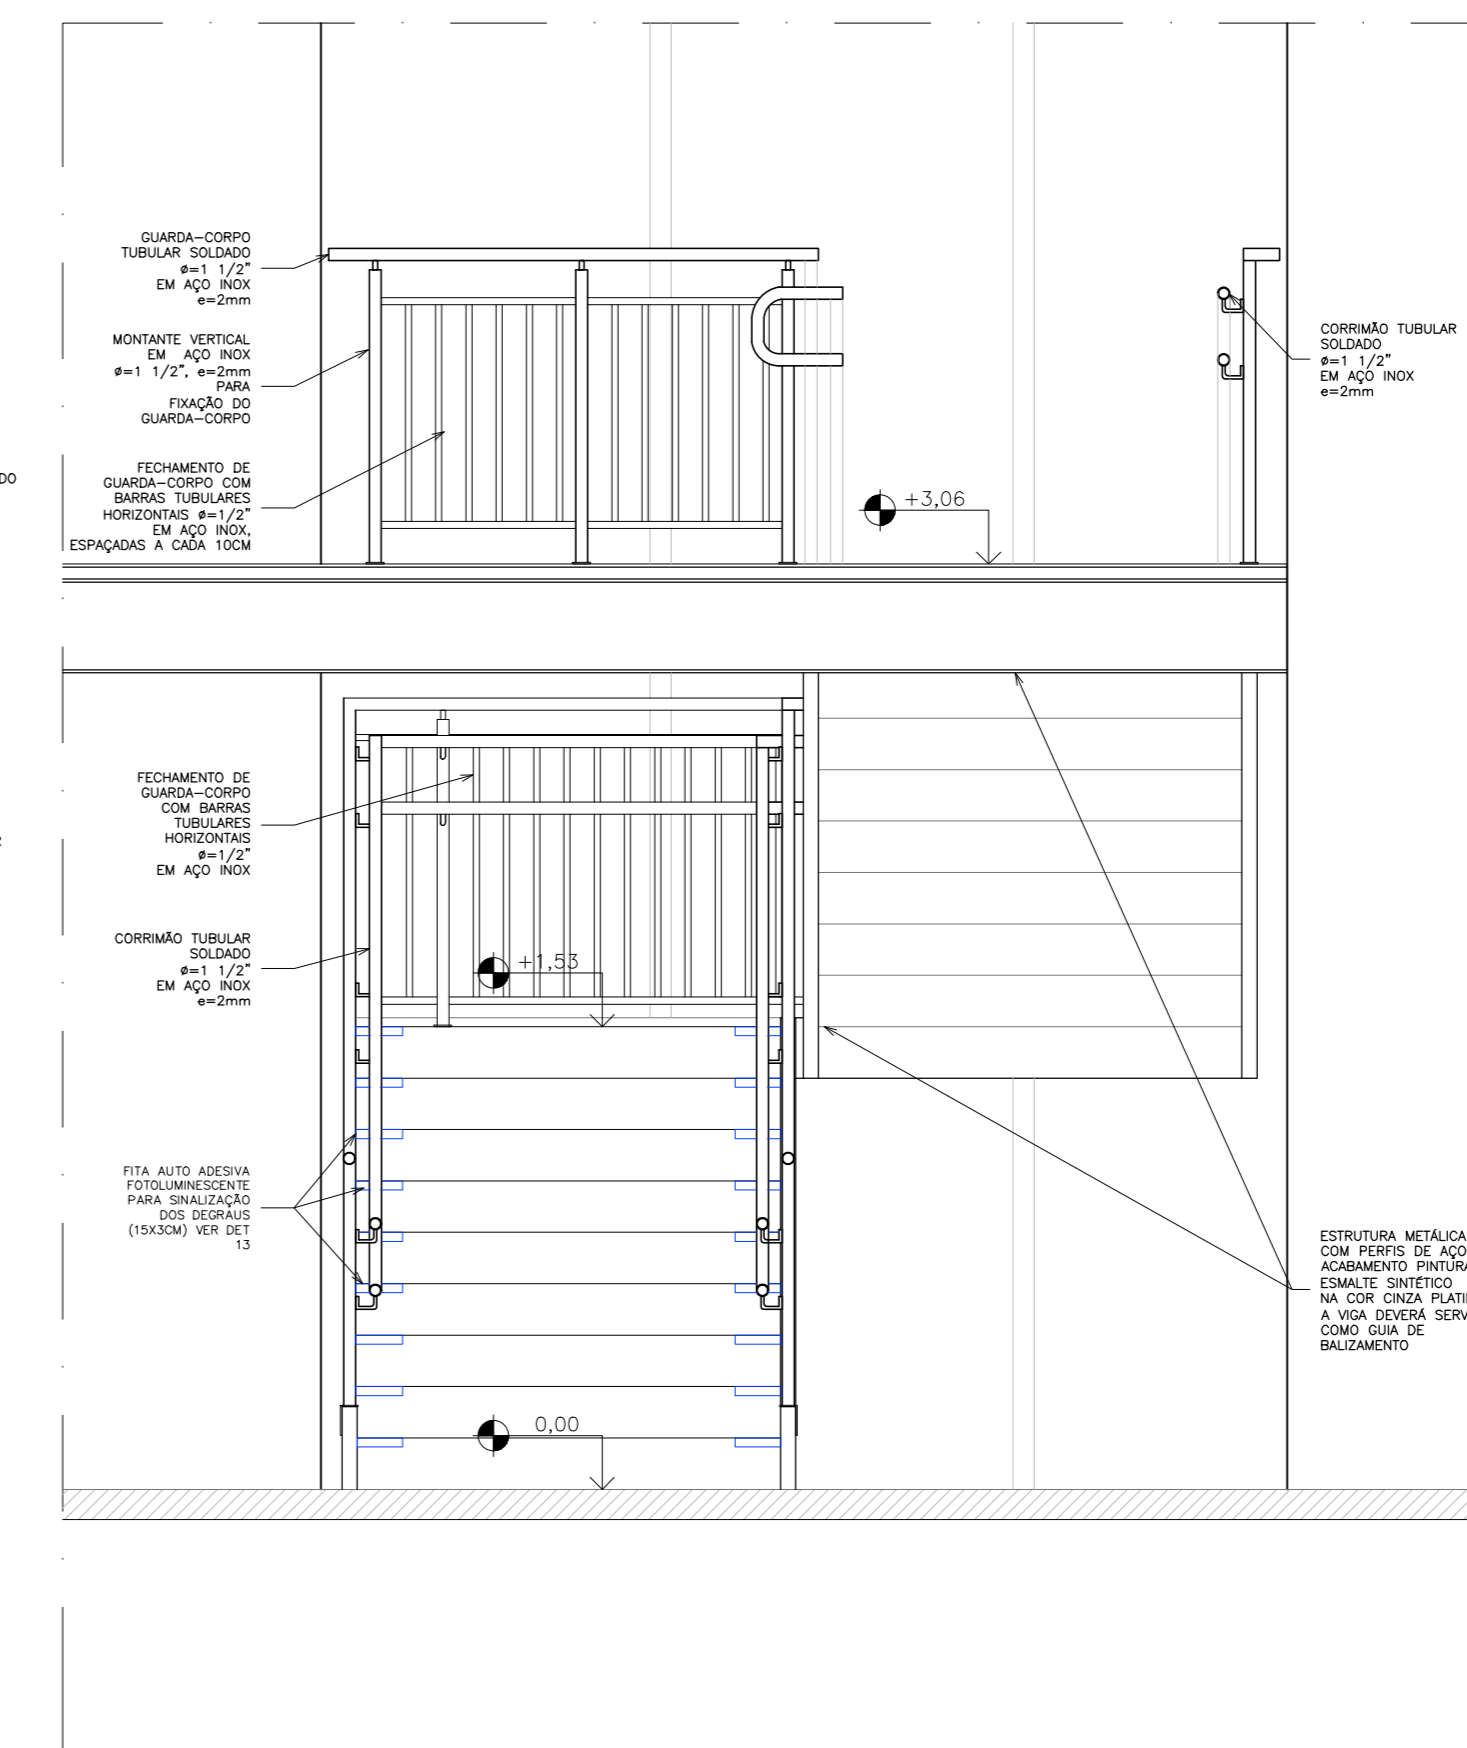 GUARDA-CORPO
TUBULAR SOLDADO
ø=1 1/2"
EM AÇO INOX
e=2mm
MONTANTE VERTICAL
EM AÇO INOX
ø=1 1/2", e=2mm
PARA
FIXAÇÃO DO
GUARDA-CORPO
FECHAMENTO DE
GUARDA-CORPO COM
BARRAS TUBULARES
HORIZONTAIS ø=1/2"
EM AÇO INOX,
ESPAÇADAS A CADA 10CM
DO
CORRIMÃO TUBULAR
SOLDADO
ø=1 1/2"
EM AÇO INOX
e=2mm
+3,06
FECHAMENTO DE
GUARDA-CORPO
COM BARRAS
TUBULARES
HORIZONTAIS
ø=1/2"
EM AÇO INOX
CORRIMÃO TUBULAR
SOLDADO
ø=1 1/2"
EM AÇO INOX
e=2mm
+1,53
FITA AUTO ADESIVA
FOTOLUMINESCENTE
PARA SINALIZAÇÃO
DOS DEGRAUS
(15X3CM) VER DET
13
0,00
ESTRUTURA METÁLICA
COM PERFIS DE AÇO
ACABAMENTO PINTURA
ESMALTE SINTÉTICO
NA COR CINZA PLATI
A VIGA DEVERÁ SERV
COMO GUIA DE
BALIZAMENTO